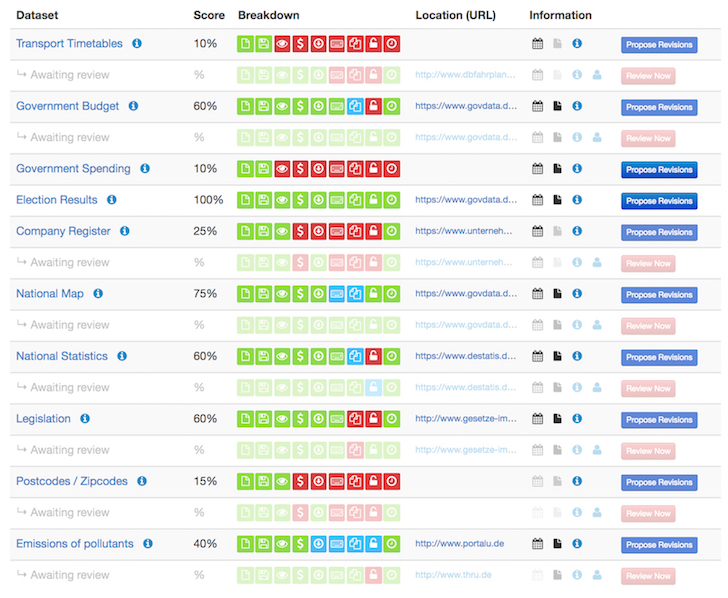 Dataset Score Breakdown Location (URL) Information
Transport Timetables 10% Propose Revisions
Awaiting review % http://www.dbfahrplan... Review Now
Government Budget 60% https://www.govdata.d... Propose Revisions
Awaiting review % https://www.govdata.d... Review Now
Government Spending 10% Propose Revisions
Election Results 100% https://www.govdata.d... Propose Revisions
Company Register 25% https://www.unterneh... Propose Revisions
Awaiting review % https://www.unterneh... Review Now
National Map 75% https://www.govdata.d... Propose Revisions
Awaiting review % https://www.govdata.d... Review Now
National Statistics 60% https://www.destatis.d... Propose Revisions
Awaiting review % https://www.destatis.d... Review Now
Legislation 60% http://www.gesetze-im... Propose Revisions
Awaiting review % http://www.gesetze-im... Review Now
Postcodes / Zipcodes 15% Propose Revisions
Awaiting review % Review Now
Emissions of pollutants 40% http://www.portalu.de Propose Revisions
Awaiting review % http://www.thru.de Review Now